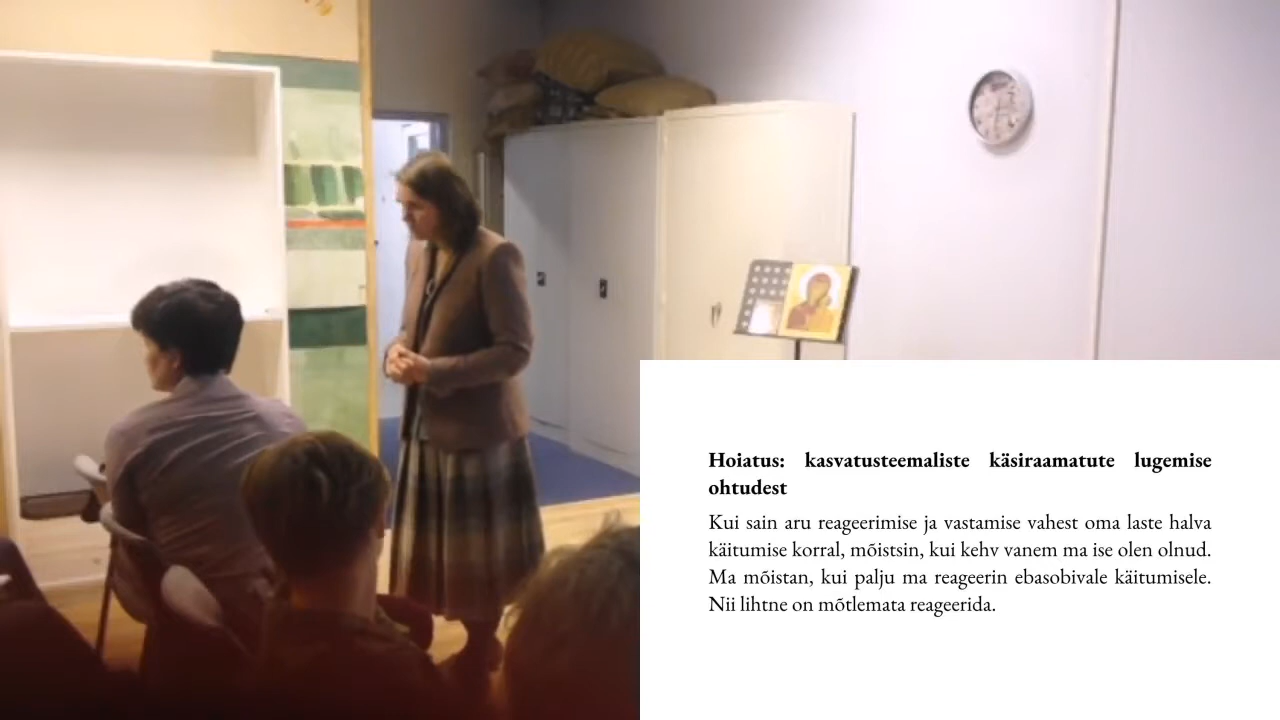 Hoiatus: kasvatusteemaliste käsiraamatute lugemise
ohtudest
Kui sain aru reageerimise ja vastamise vahest oma laste halva
käitumise korral, mõistsin, kui kehv vanem ma ise olen olnud.
Ma mõistan, kui palju ma reageerin ebasobivale käitumisele.
Nii lihtne on mõtlemata reageerida.